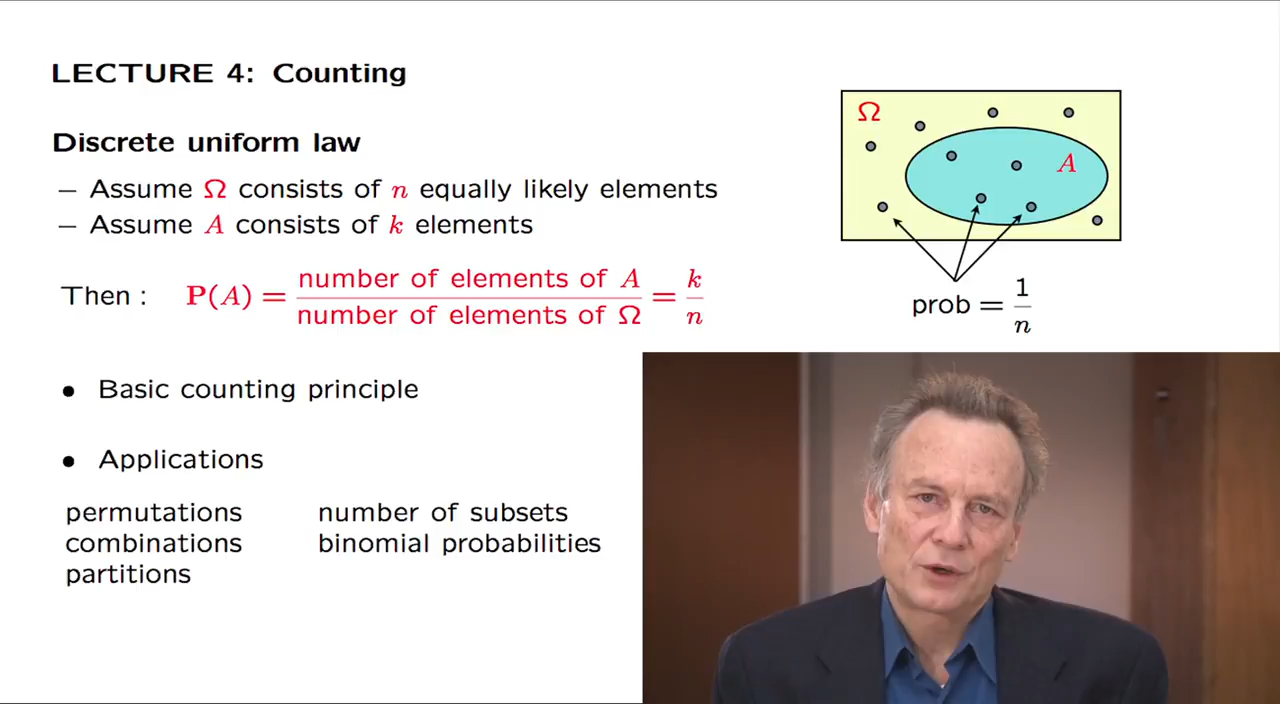 LECTURE 4: Counting
Discrete uniform law
– Assume Ω consists of n equally likely elements
– Assume A consists of k elements
Then : P(A) = number of elements of A / number of elements of Ω = k/n
• Basic counting principle
• Applications
permutations number of subsets
combinations binomial probabilities
partitions
Ω
A
prob = 1/n